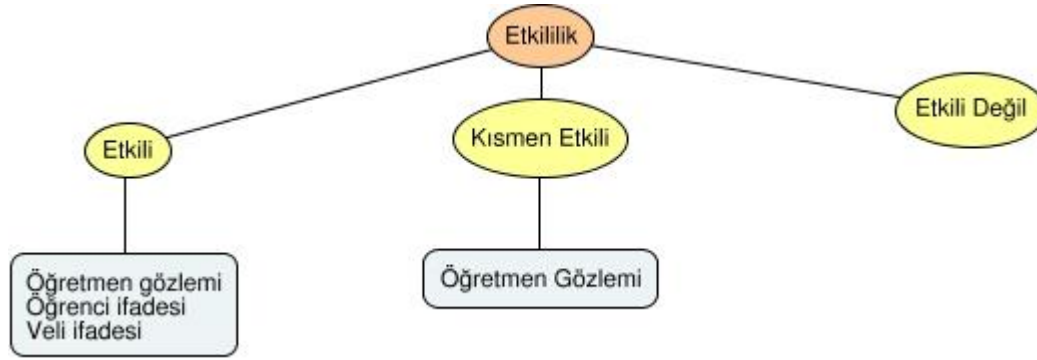 Etkililik
Etkili Değil
Kısmen Etkili
Etkili
Öğretmen gözlemi
Öğrenci ifadesi
Veli ifadesi
Öğretmen Gözlemi